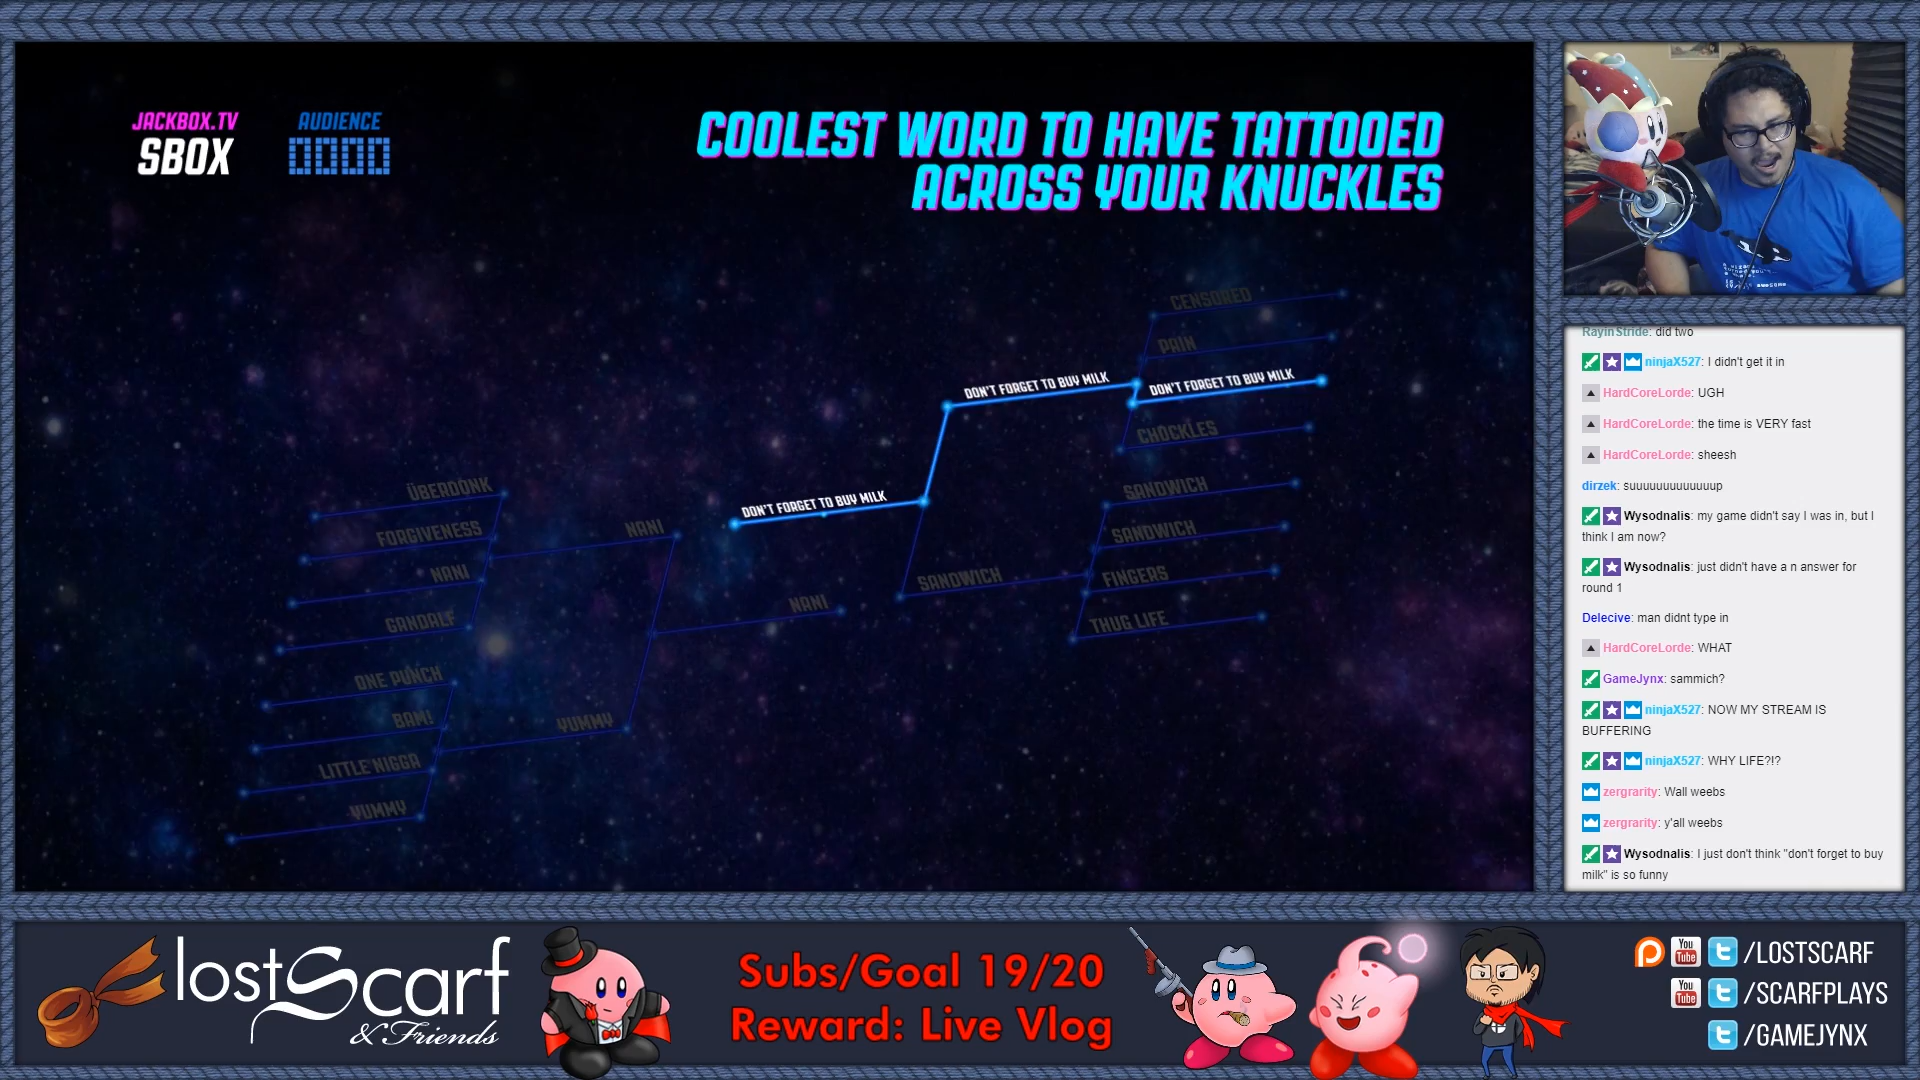 JACKBOX.TV
SBOX
AUDIENCE
0000
COOLEST WORD TO HAVE TATTOOED
ACROSS YOUR KNUCKLES
ÜBERDONK
FORGIVENESS
NANI
GANDALF
ONE PUNCH
BAM!
LITTLE NIGGA
YUMMY
NANI
YUMMY
NANI
DON'T FORGET TO BUY MILK
DON'T FORGET TO BUY MILK
SANDWICH
CENSORED
PAIN
DON'T FORGET TO BUY MILK
CHOCKLES
SANDWICH
SANDWICH
FINGERS
THUG LIFE
RayinStride: did two
ninjaX527: I didn't get it in
HardCoreLorde: UGH
HardCoreLorde: the time is VERY fast
HardCoreLorde: sheesh
dirzek: suuuuuuuuuuuuup
Wysodnalis: my game didn't say I was in, but I
think I am now?
Wysodnalis: just didn't have a n answer for
round 1
Delecive: man didnt type in
HardCoreLorde: WHAT
GameJynx: sammich?
ninjaX527: NOW MY STREAM IS
BUFFERING
ninjaX527: WHY LIFE?!?
zergrarity: Wall weebs
zergrarity: y'all weebs
Wysodnalis: I just don't think "don't forget to buy
milk" is so funny
lostScarf
& Friends
Subs/Goal 19/20
Reward: Live Vlog
You Tube /LOSTSCARF
You Tube /SCARFPLAYS
/GAMEJYNX